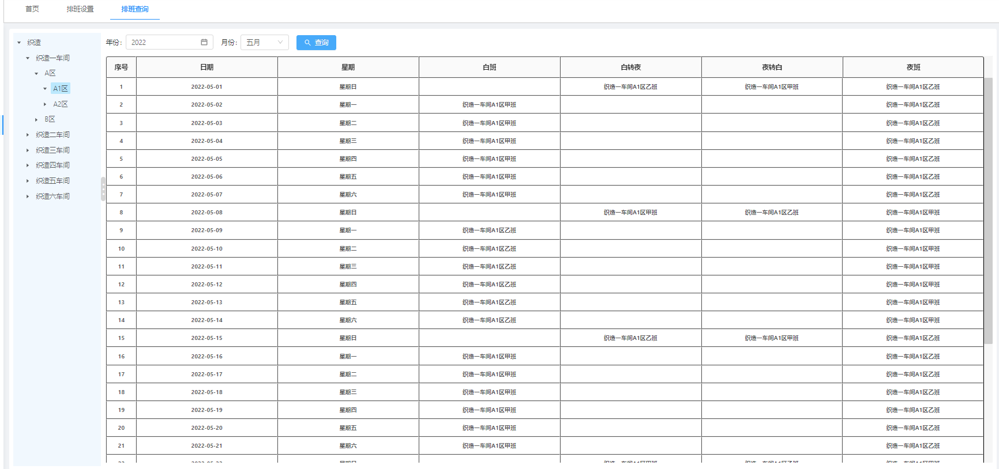 首页 排班设置 排班查询
年份: 2022 月份: 五月 查询
织造
织造一车间
A区
A1区
A2区
B区
织造二车间
织造三车间
织造四车间
织造五车间
织造六车间
序号 日期 星期 白班 白转夜 夜转白 夜班
1 2022-05-01 星期日 织造一车间A1区乙班 织造一车间A1区甲班 织造一车间A1区乙班
2 2022-05-02 星期一 织造一车间A1区甲班 织造一车间A1区乙班
3 2022-05-03 星期二 织造一车间A1区甲班 织造一车间A1区乙班
4 2022-05-04 星期三 织造一车间A1区甲班 织造一车间A1区乙班
5 2022-05-05 星期四 织造一车间A1区甲班 织造一车间A1区乙班
6 2022-05-06 星期五 织造一车间A1区甲班 织造一车间A1区乙班
7 2022-05-07 星期六 织造一车间A1区甲班 织造一车间A1区乙班
8 2022-05-08 星期日 织造一车间A1区甲班 织造一车间A1区乙班 织造一车间A1区甲班
9 2022-05-09 星期一 织造一车间A1区乙班 织造一车间A1区甲班
10 2022-05-10 星期二 织造一车间A1区乙班 织造一车间A1区甲班
11 2022-05-11 星期三 织造一车间A1区乙班 织造一车间A1区甲班
12 2022-05-12 星期四 织造一车间A1区乙班 织造一车间A1区甲班
13 2022-05-13 星期五 织造一车间A1区乙班 织造一车间A1区甲班
14 2022-05-14 星期六 织造一车间A1区乙班 织造一车间A1区甲班
15 2022-05-15 星期日 织造一车间A1区乙班 织造一车间A1区甲班 织造一车间A1区乙班
16 2022-05-16 星期一 织造一车间A1区甲班 织造一车间A1区乙班
17 2022-05-17 星期二 织造一车间A1区甲班 织造一车间A1区乙班
18 2022-05-18 星期三 织造一车间A1区甲班 织造一车间A1区乙班
19 2022-05-19 星期四 织造一车间A1区甲班 织造一车间A1区乙班
20 2022-05-20 星期五 织造一车间A1区甲班 织造一车间A1区乙班
21 2022-05-21 星期六 织造一车间A1区甲班 织造一车间A1区乙班